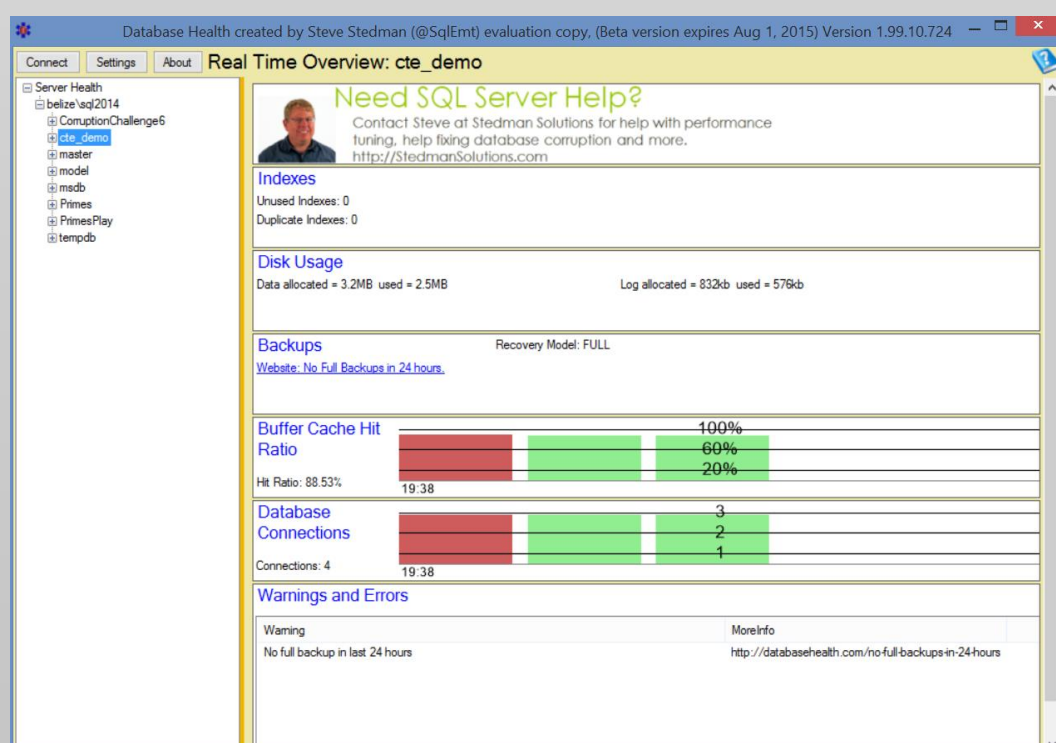 Database Health created by Steve Stedman (@SqlEmt) evaluation copy, (Beta version expires Aug 1, 2015) Version 1.99.10.724
Connect
Settings
About
Real Time Overview: cte_demo
Server Health
belize\sql2014
CorruptionChallenge6
cte_demo
master
model
msdb
Primes
PrimesPlay
tempdb
Need SQL Server Help?
Contact Steve at Stedman Solutions for help with performance
tuning, help fixing database corruption and more.
http://StedmanSolutions.com
Indexes
Unused Indexes: 0
Duplicate Indexes: 0
Disk Usage
Data allocated = 3.2MB used = 2.5MB
Log allocated = 832kb used = 576kb
Backups
Recovery Model: FULL
Website: No Full Backups in 24 hours.
Buffer Cache Hit
Ratio
Hit Ratio: 88.53%
100%
60%
20%
19:38
Database
Connections
Connections: 4
3
2
1
19:38
Warnings and Errors
Warning
MoreInfo
No full backup in last 24 hours
http://databasehealth.com/no-full-backups-in-24-hours